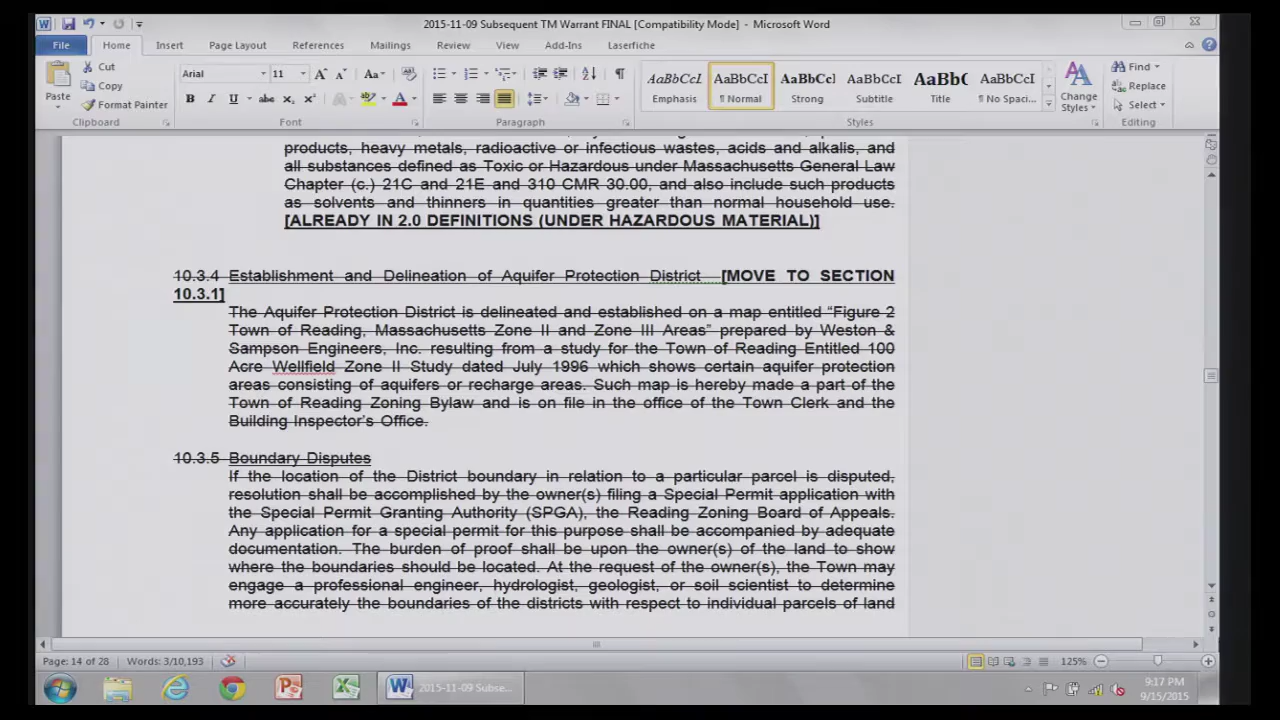 2015-11-09 Subsequent TM Warrant FINAL [Compatibility Mode] - Microsoft Word
File Home Insert Page Layout References Mailings Review View Add-Ins Laserfiche
Paste
Cut
Copy
Format Painter
Clipboard
Arial 11
Font
Paragraph
AaBbCcI AaBbCcI AaBbCcI AaBbCcI AaBbC AaBbCcI
Emphasis ¶ Normal Strong Subtitle Title ¶ No Spaci...
Change Styles
Styles
Find
Replace
Select
Editing
products, heavy metals, radioactive or infectious wastes, acids and alkalis, and
all substances defined as Toxic or Hazardous under Massachusetts General Law
Chapter (c.) 21C and 21E and 310 CMR 30.00, and also include such products
as solvents and thinners in quantities greater than normal household use.
[ALREADY IN 2.0 DEFINITIONS (UNDER HAZARDOUS MATERIAL)]
10.3.4 Establishment and Delineation of Aquifer Protection District [MOVE TO SECTION
10.3.1]
The Aquifer Protection District is delineated and established on a map entitled “Figure 2
Town of Reading, Massachusetts Zone II and Zone III Areas” prepared by Weston &
Sampson Engineers, Inc. resulting from a study for the Town of Reading Entitled 100
Acre Wellfield Zone II Study dated July 1996 which shows certain aquifer protection
areas consisting of aquifers or recharge areas. Such map is hereby made a part of the
Town of Reading Zoning Bylaw and is on file in the office of the Town Clerk and the
Building Inspector’s Office.
10.3.5 Boundary Disputes
If the location of the District boundary in relation to a particular parcel is disputed,
resolution shall be accomplished by the owner(s) filing a Special Permit application with
the Special Permit Granting Authority (SPGA), the Reading Zoning Board of Appeals.
Any application for a special permit for this purpose shall be accompanied by adequate
documentation. The burden of proof shall be upon the owner(s) of the land to show
where the boundaries should be located. At the request of the owner(s), the Town may
engage a professional engineer, hydrologist, geologist, or soil scientist to determine
more accurately the boundaries of the districts with respect to individual parcels of land
Page: 14 of 28 Words: 3/10,193 125%
2015-11-09 Subse...
9:17 PM
9/15/2015